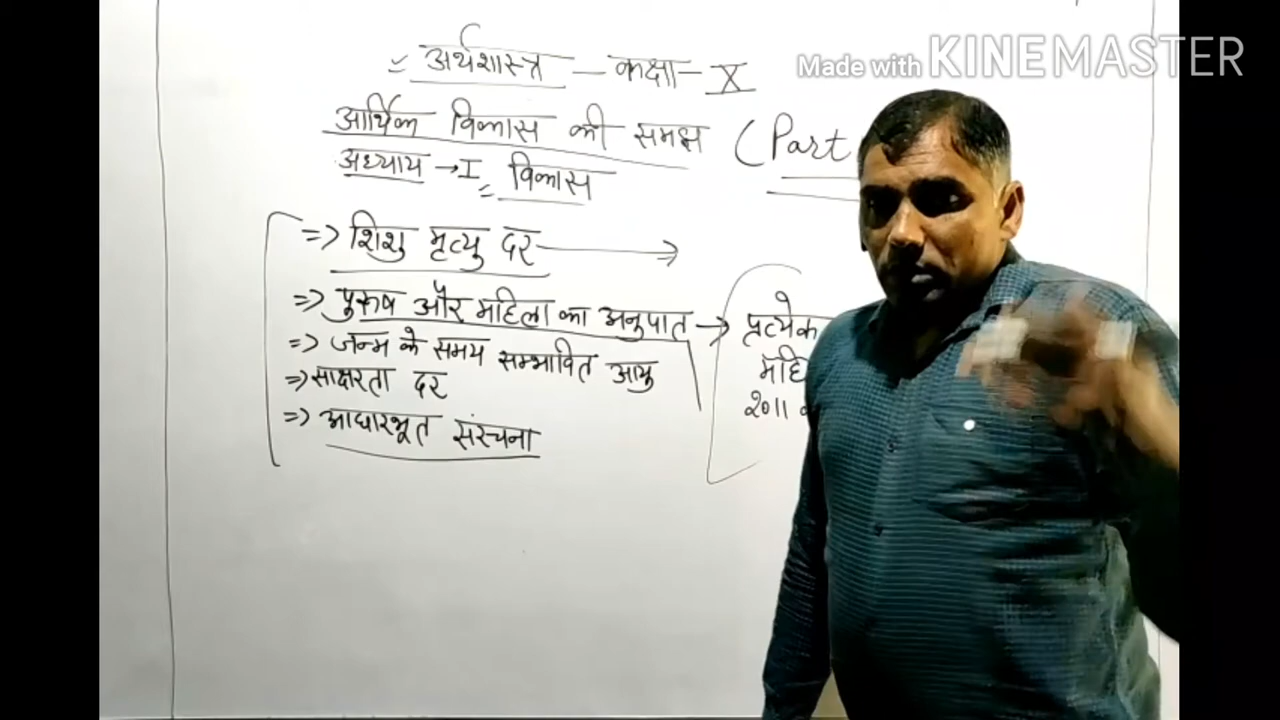 Made with KINEMASTER
अर्थशास्त्र - कक्षा - X
आर्थिक विकास की समझ (Part
अध्याय → I विकास
⇒ शिशु मृत्यु दर →
⇒ पुरुष और महिला का अनुपात →
⇒ जन्म के समय सम्भावित आयु
⇒ साक्षरता दर
⇒ आधारभूत संरचना
प्रत्येक
महि
2011